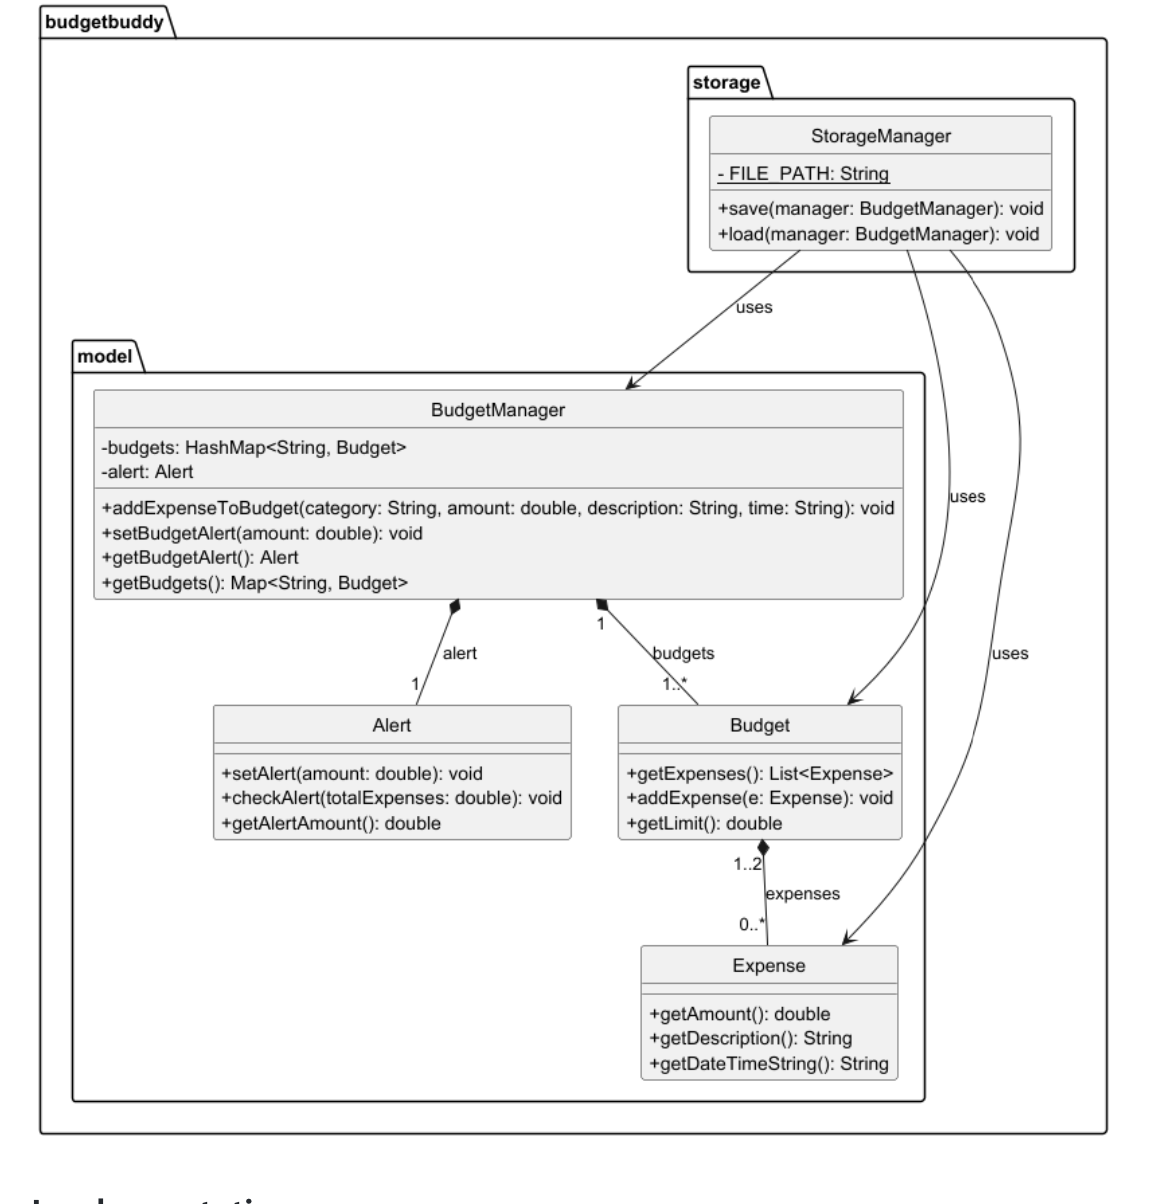 budgetbuddy
storage
StorageManager
- FILE_PATH: String
+save(manager: BudgetManager): void
+load(manager: BudgetManager): void
uses
model
BudgetManager
-budgets: HashMap<String, Budget>
-alert: Alert
+addExpenseToBudget(category: String, amount: double, description: String, time: String): void
+setBudgetAlert(amount: double): void
+getBudgetAlert(): Alert
+getBudgets(): Map<String, Budget>
uses
1
alert
budgets
uses
1
1..*
Alert
+setAlert(amount: double): void
+checkAlert(totalExpenses: double): void
+getAlertAmount(): double
Budget
+getExpenses(): List<Expense>
+addExpense(e: Expense): void
+getLimit(): double
1..2
expenses
0..*
Expense
+getAmount(): double
+getDescription(): String
+getDateTimeString(): String